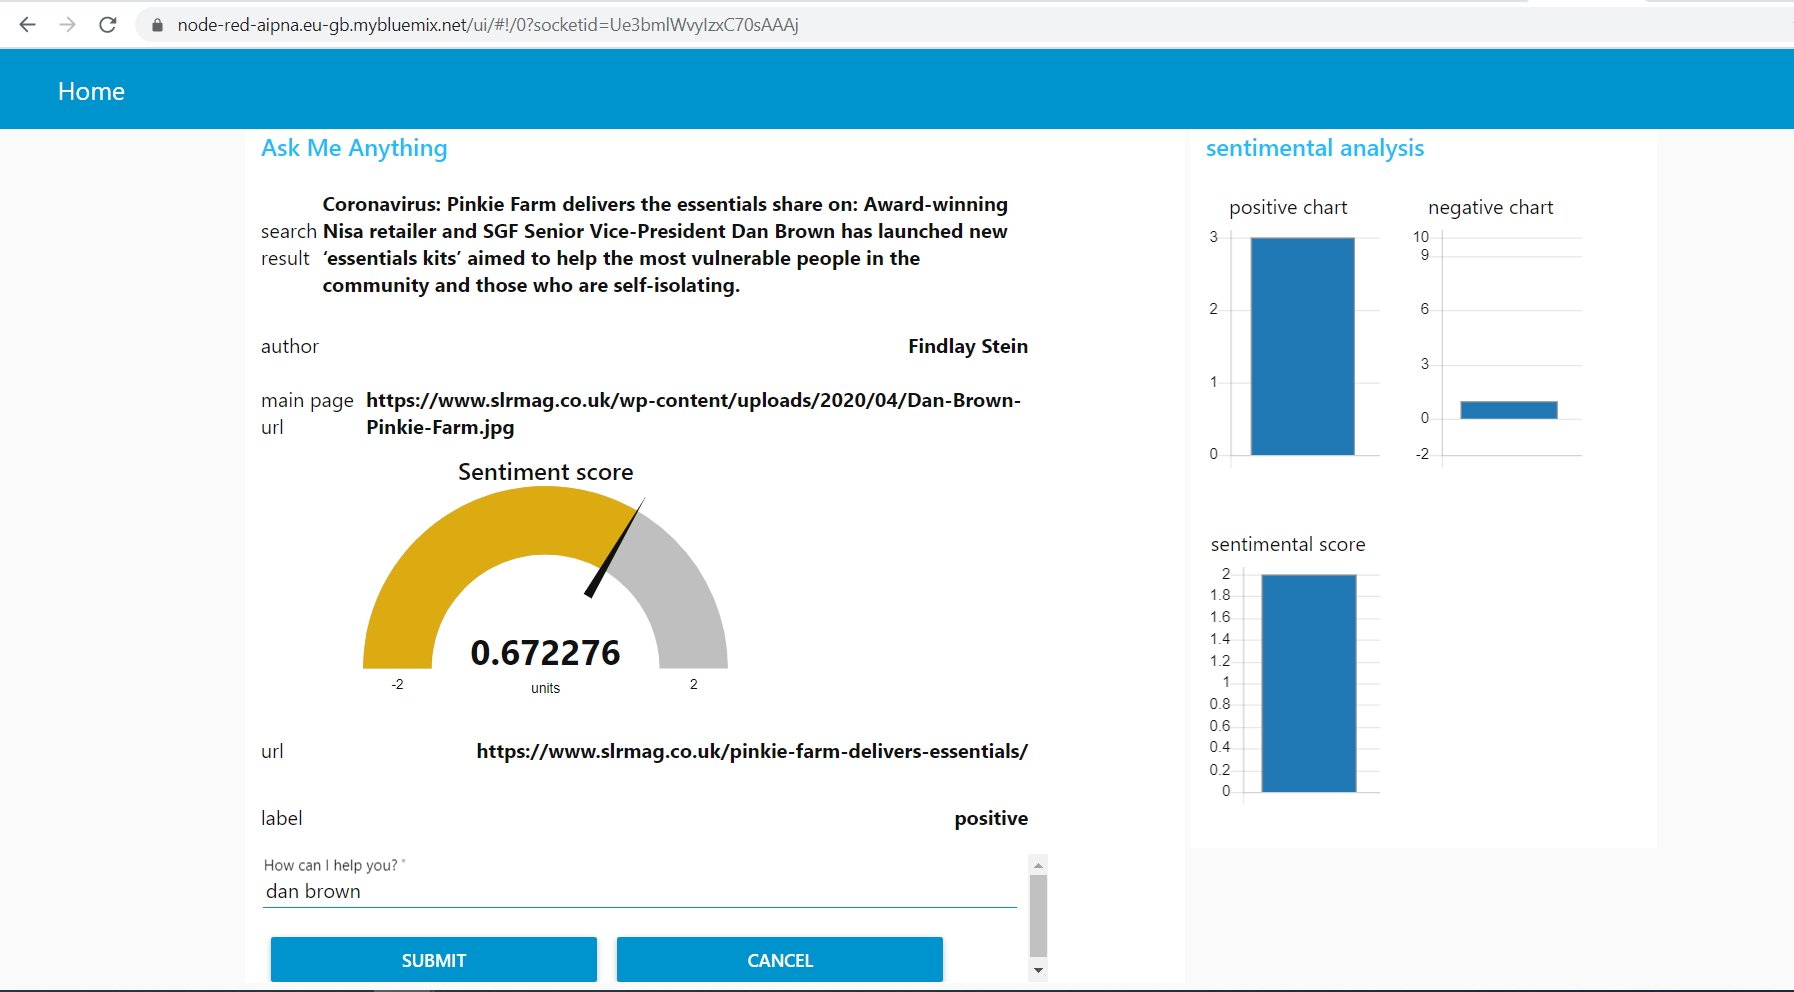 node-red-aipna.eu-gb.mybluemix.net/ui/#!/0?socketid=Ue3bmlWvyIzxC70sAAAj
Home
Ask Me Anything
search result
Coronavirus: Pinkie Farm delivers the essentials share on: Award-winning
Nisa retailer and SGF Senior Vice-President Dan Brown has launched new
‘essentials kits’ aimed to help the most vulnerable people in the
community and those who are self-isolating.
author
Findlay Stein
main page
url
https://www.slrmag.co.uk/wp-content/uploads/2020/04/Dan-Brown-
Pinkie-Farm.jpg
Sentiment score
0.672276
-2
units
2
url
https://www.slrmag.co.uk/pinkie-farm-delivers-essentials/
label
positive
How can I help you? *
dan brown
SUBMIT
CANCEL
sentimental analysis
positive chart
3
2
1
0
negative chart
10
9
6
3
0
-2
sentimental score
2
1.8
1.6
1.4
1.2
1
0.8
0.6
0.4
0.2
0